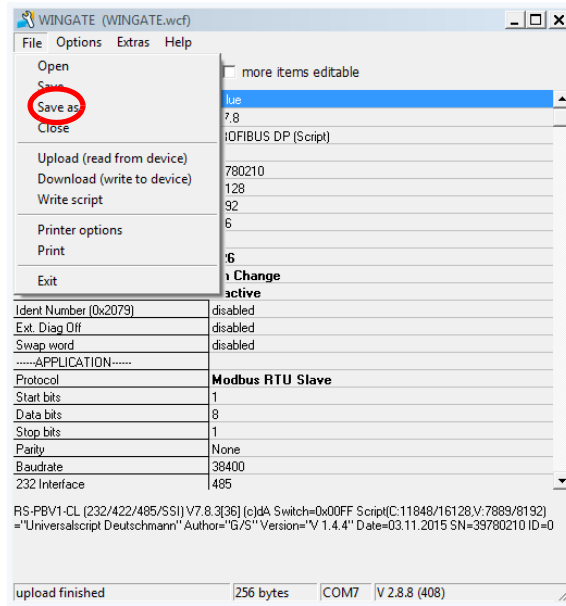 WINGATE (WINGATE.wcf)
File Options Extras Help
Open
Save
Save as
Close
Upload (read from device)
Download (write to device)
Write script
Printer options
Print
Exit
more items editable
lue
7.8
OFIBUS DP (Script)
780210
128
92
6
26
Change
active
Ident Number (0x2079) disabled
Ext. Diag Off disabled
Swap word disabled
------APPLICATION------
Protocol Modbus RTU Slave
Start bits 1
Data bits 8
Stop bits 1
Parity None
Baudrate 38400
232 Interface 485
RS-PBV1-CL (232/422/485/SSI) V7.8.3[36] (c)dA Switch=0x00FF Script(C:11848/16128,V:7889/8192)
="Universalscript Deutschmann" Author="G/S" Version="V 1.4.4" Date=03.11.2015 SN=39780210 ID=0
upload finished 256 bytes COM7 V 2.8.8 (408)